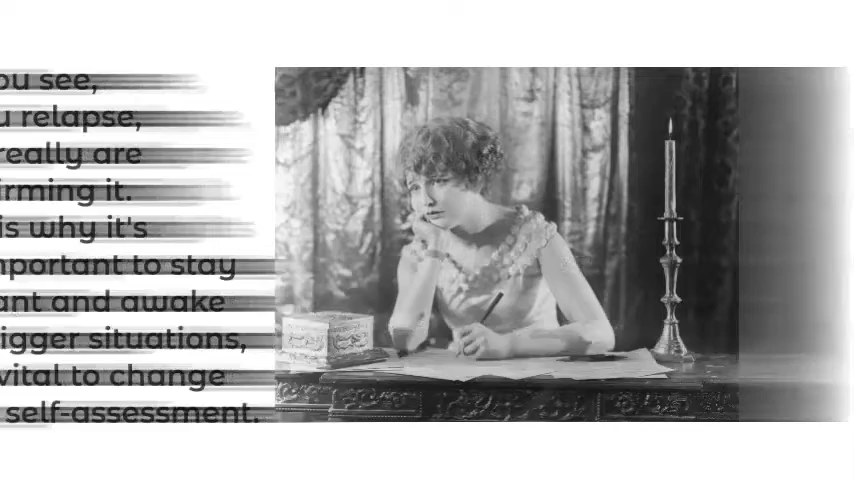 ou see,
u relapse,
really are
irming it.
is why it's
mportant to stay
ant and awake
igger situations,
vital to change
self-assessment.